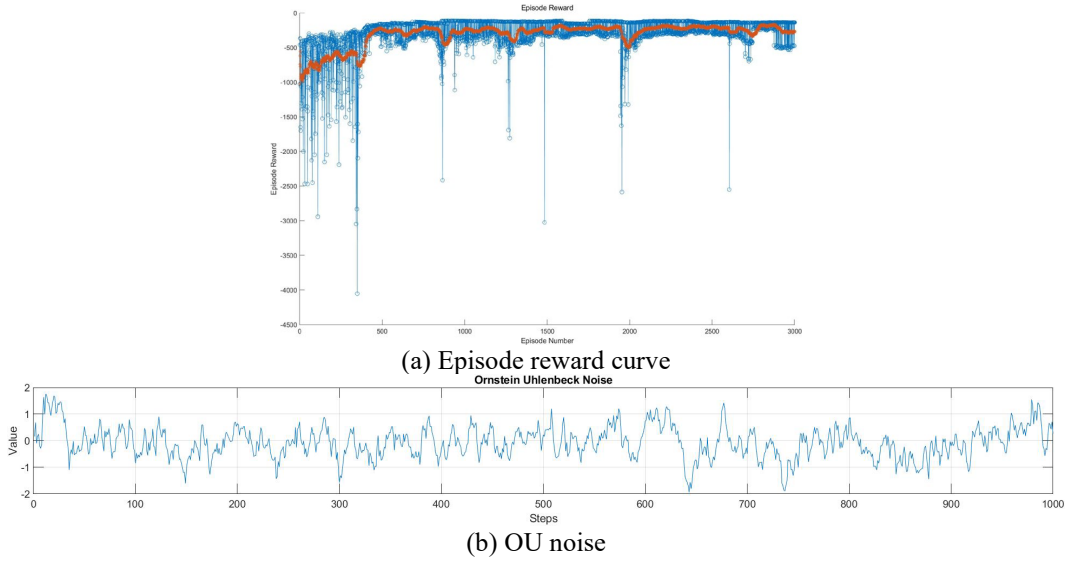 Episode Reward
0
-500
-1000
-1500
-2000
-2500
-3000
-3500
-4000
-4500
Episode Reward
0 500 1000 1500 2000 2500 3000
Episode Number
(a) Episode reward curve
Ornstein Uhlenbeck Noise
2
1
0
-1
-2
Value
0 100 200 300 400 500 600 700 800 900 1000
Steps
(b) OU noise